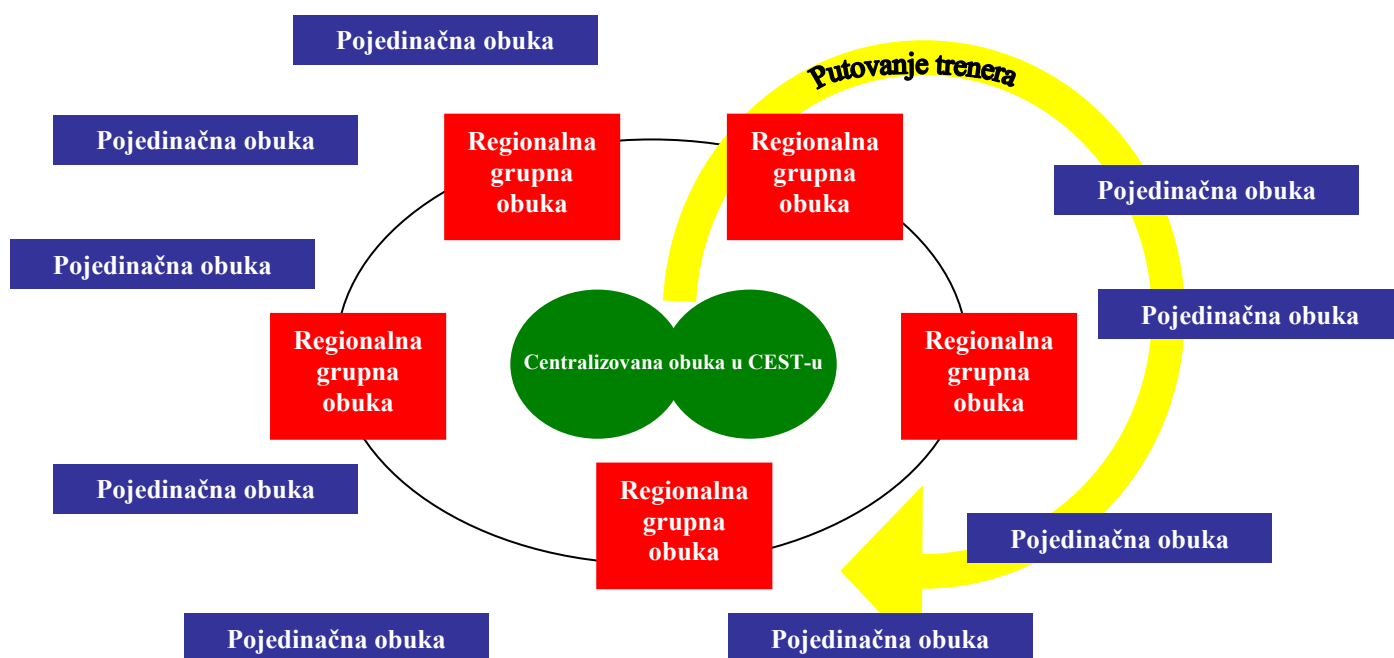 Pojedinačna obuka
Putovanje trenera
Pojedinačna obuka
Regionalna
grupna
obuka
Regionalna
grupna
obuka
Pojedinačna obuka
Pojedinačna obuka
Pojedinačna obuka
Regionalna
grupna
obuka
Centralizovana obuka u CEST-u
Regionalna
grupna
obuka
Pojedinačna obuka
Regionalna
grupna
obuka
Pojedinačna obuka
Pojedinačna obuka
Pojedinačna obuka